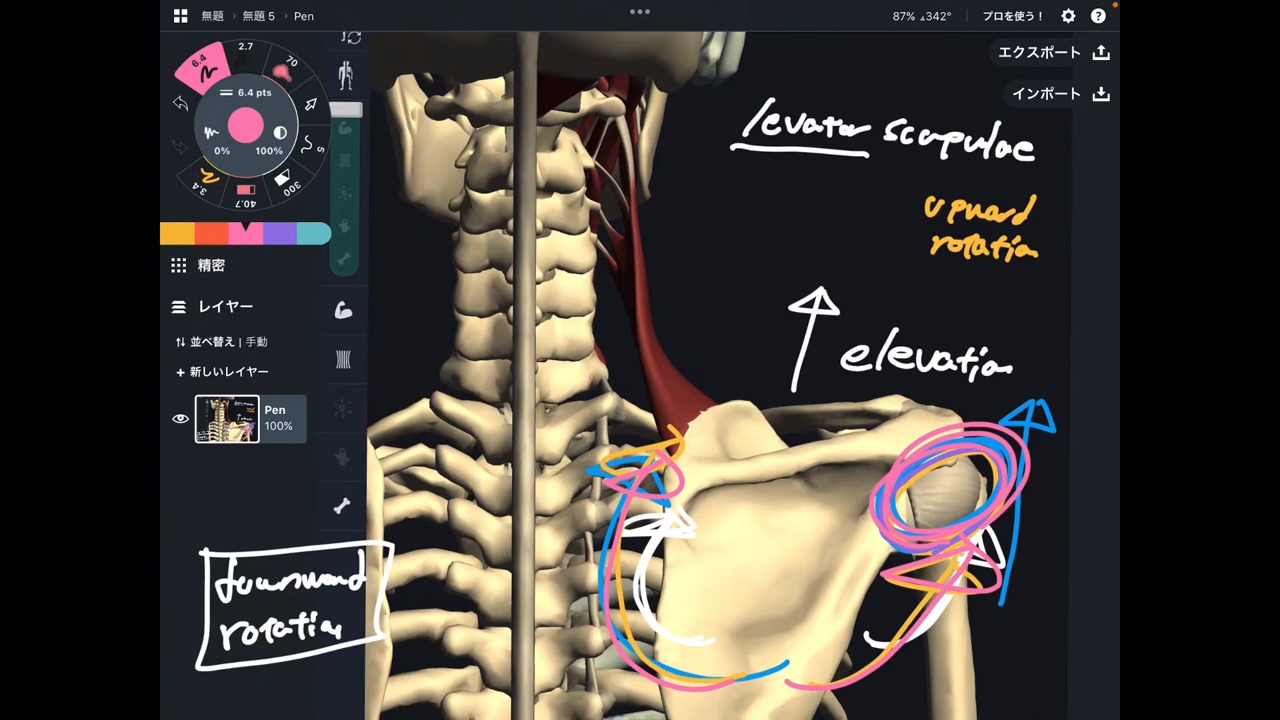 無題 › 無題 5 › Pen
87% ⊿342°
プロを使う！
エクスポート
インポート
2.7
70
6.4
6.4 pts
0%
100%
5
300
40.7
3.4
精密
レイヤー
並べ替え | 手動
+ 新しいレイヤー
Pen
100%
levator scapulae
upward
rotation
elevation
downward
rotation